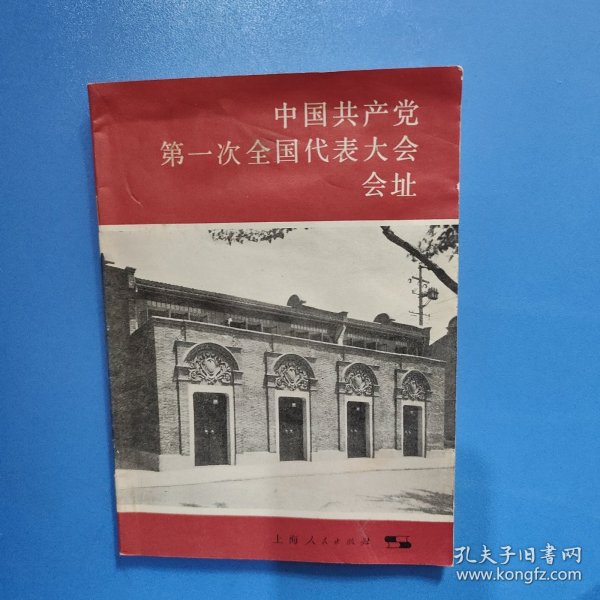 中国共产党
第一次全国代表大会
会址
上海人民出版社
孔夫子旧书网
www.kongfz.com